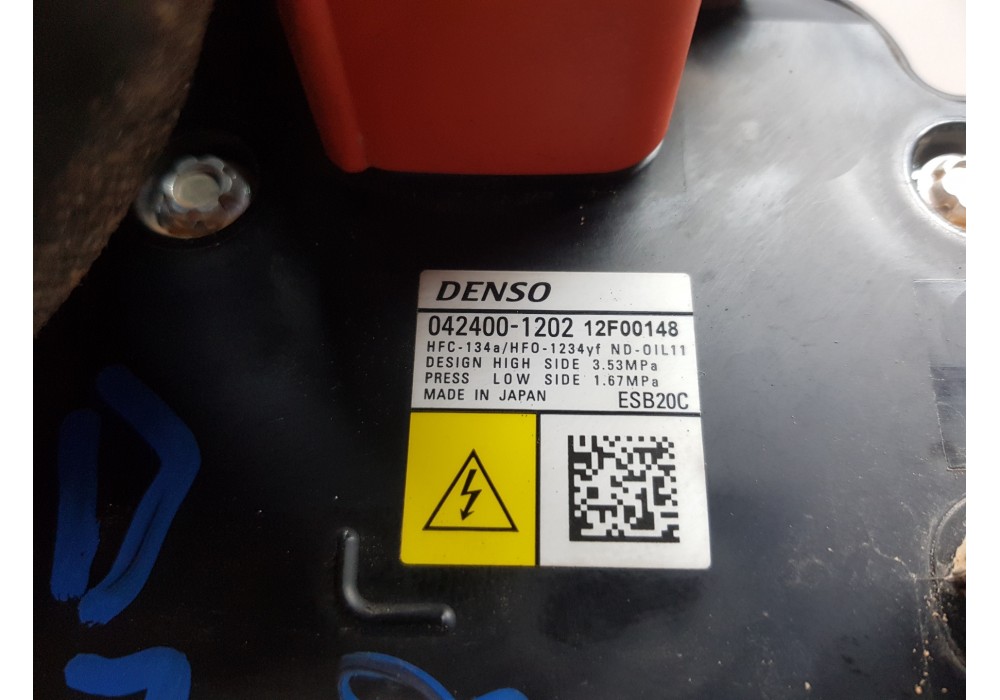 DENSO
042400-1202 12F00148
HFC-134a/HFO-1234yf ND-OIL11
DESIGN HIGH SIDE 3.53MPa
PRESS LOW SIDE 1.67MPa
MADE IN JAPAN ESB20C